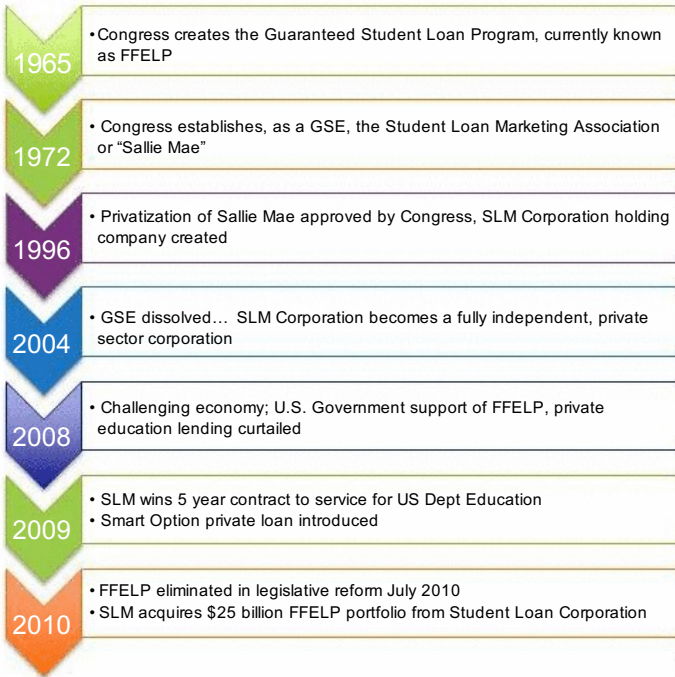 1965
•Congress creates the Guaranteed Student Loan Program, currently known
as FFELP
1972
• Congress establishes, as a GSE, the Student Loan Marketing Association
or “Sallie Mae”
1996
• Privatization of Sallie Mae approved by Congress, SLM Corporation holding
company created
2004
• GSE dissolved… SLM Corporation becomes a fully independent, private
sector corporation
2008
• Challenging economy; U.S. Government support of FFELP, private
education lending curtailed
2009
• SLM wins 5 year contract to service for US Dept Education
• Smart Option private loan introduced
2010
• FFELP eliminated in legislative reform July 2010
• SLM acquires $25 billion FFELP portfolio from Student Loan Corporation